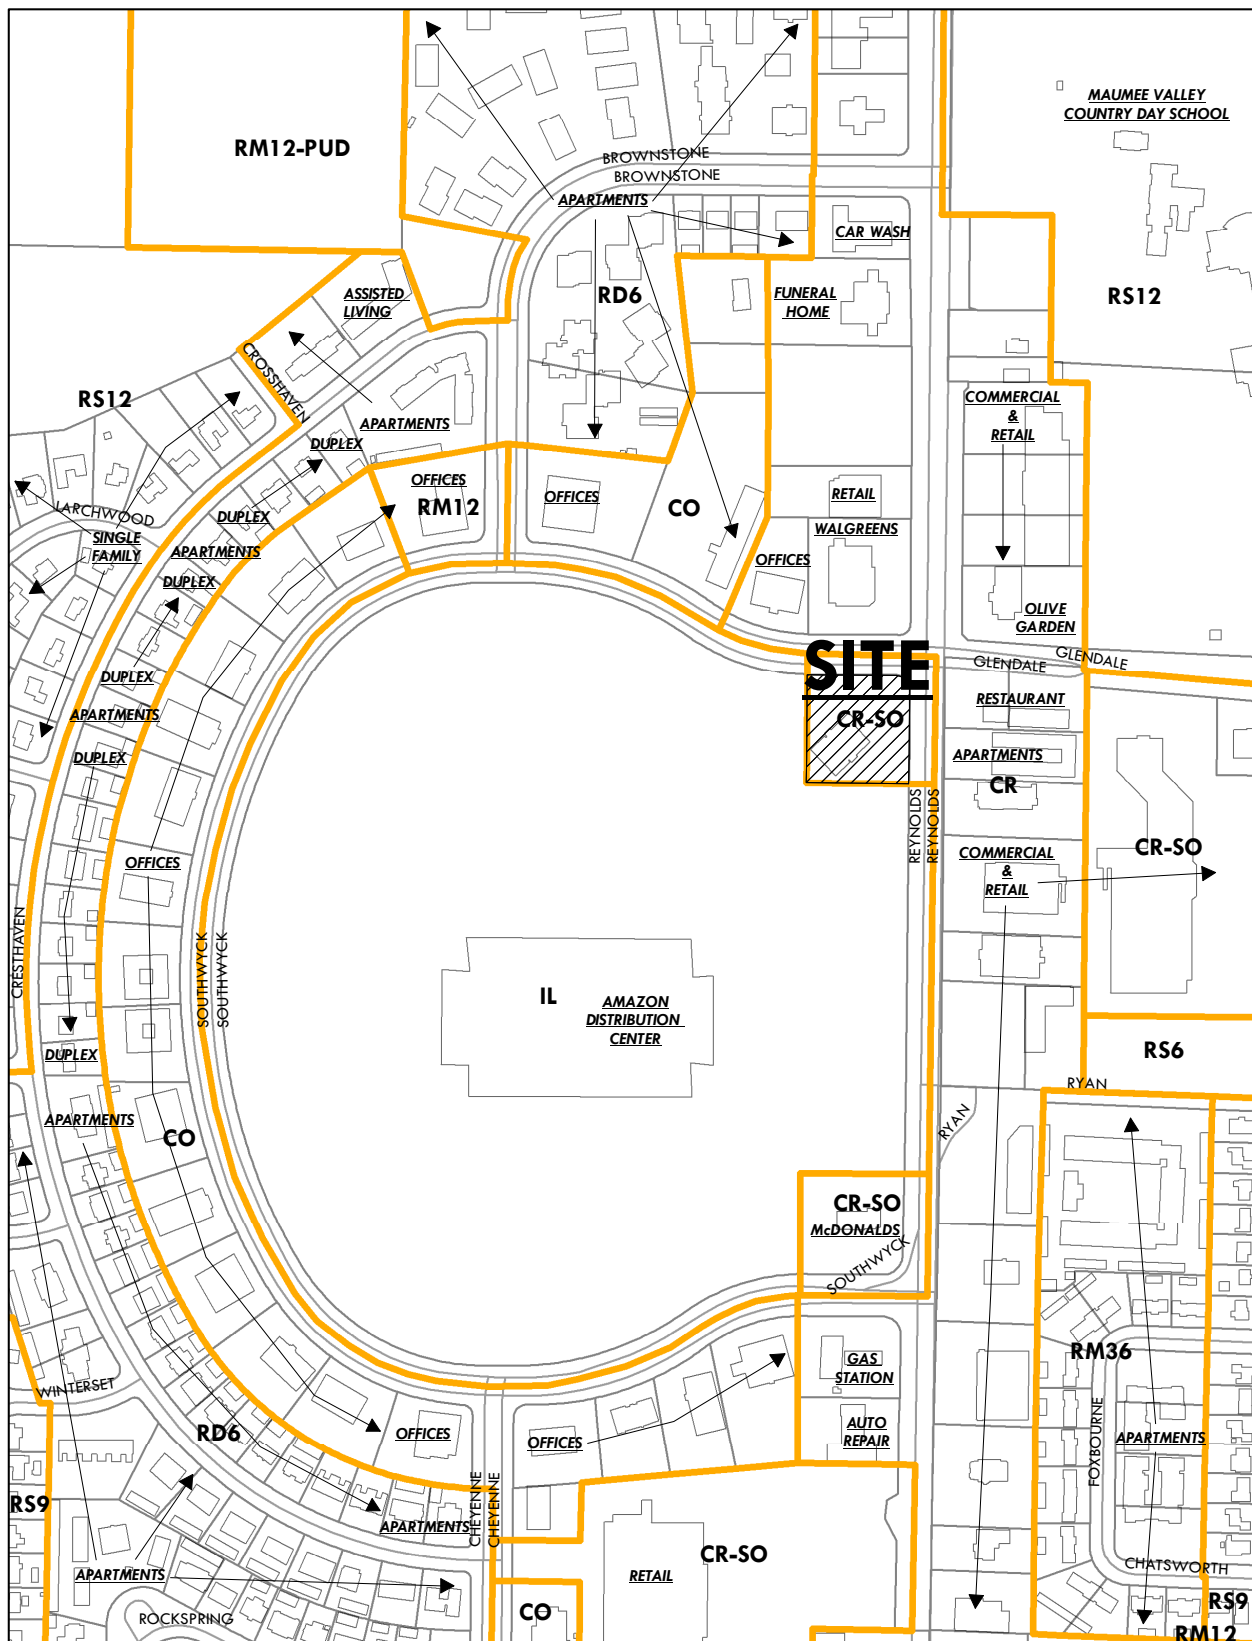 MAUMEE VALLEY
COUNTRY DAY SCHOOL
RM12-PUD
BROWNSTONE
BROWNSTONE
APARTMENTS
CAR WASH
ASSISTED
LIVING
RD6
FUNERAL
HOME
RS12
CROSSHAVEN
RS12
COMMERCIAL
&
RETAIL
APARTMENTS
DUPLEX
OFFICES
RM12
OFFICES
CO
RETAIL
WALGREENS
LARCHWOOD
SINGLE
FAMILY
DUPLEX
APARTMENTS
DUPLEX
OFFICES
OLIVE
GARDEN
SITE
GLENDALE
GLENDALE
DUPLEX
APARTMENTS
CR-SO
RESTAURANT
DUPLEX
APARTMENTS
CR
REYNOLDS
REYNOLDS
OFFICES
COMMERCIAL
&
RETAIL
CR-SO
CRESTHAVEN
SOUTHWYCK
SOUTHWYCK
IL
AMAZON
DISTRIBUTION
CENTER
DUPLEX
RS6
RYAN
RYAN
APARTMENTS
CO
CR-SO
McDONALDS
SOUTHWYCK
RM36
GAS
STATION
WINTERSET
RD6
OFFICES
OFFICES
AUTO
REPAIR
FOXBOURNE
APARTMENTS
RS9
CHEYENNE
CHEYENNE
APARTMENTS
CR-SO
RETAIL
APARTMENTS
CHATSWORTH
ROCKSPRING
CO
RS9
RM12